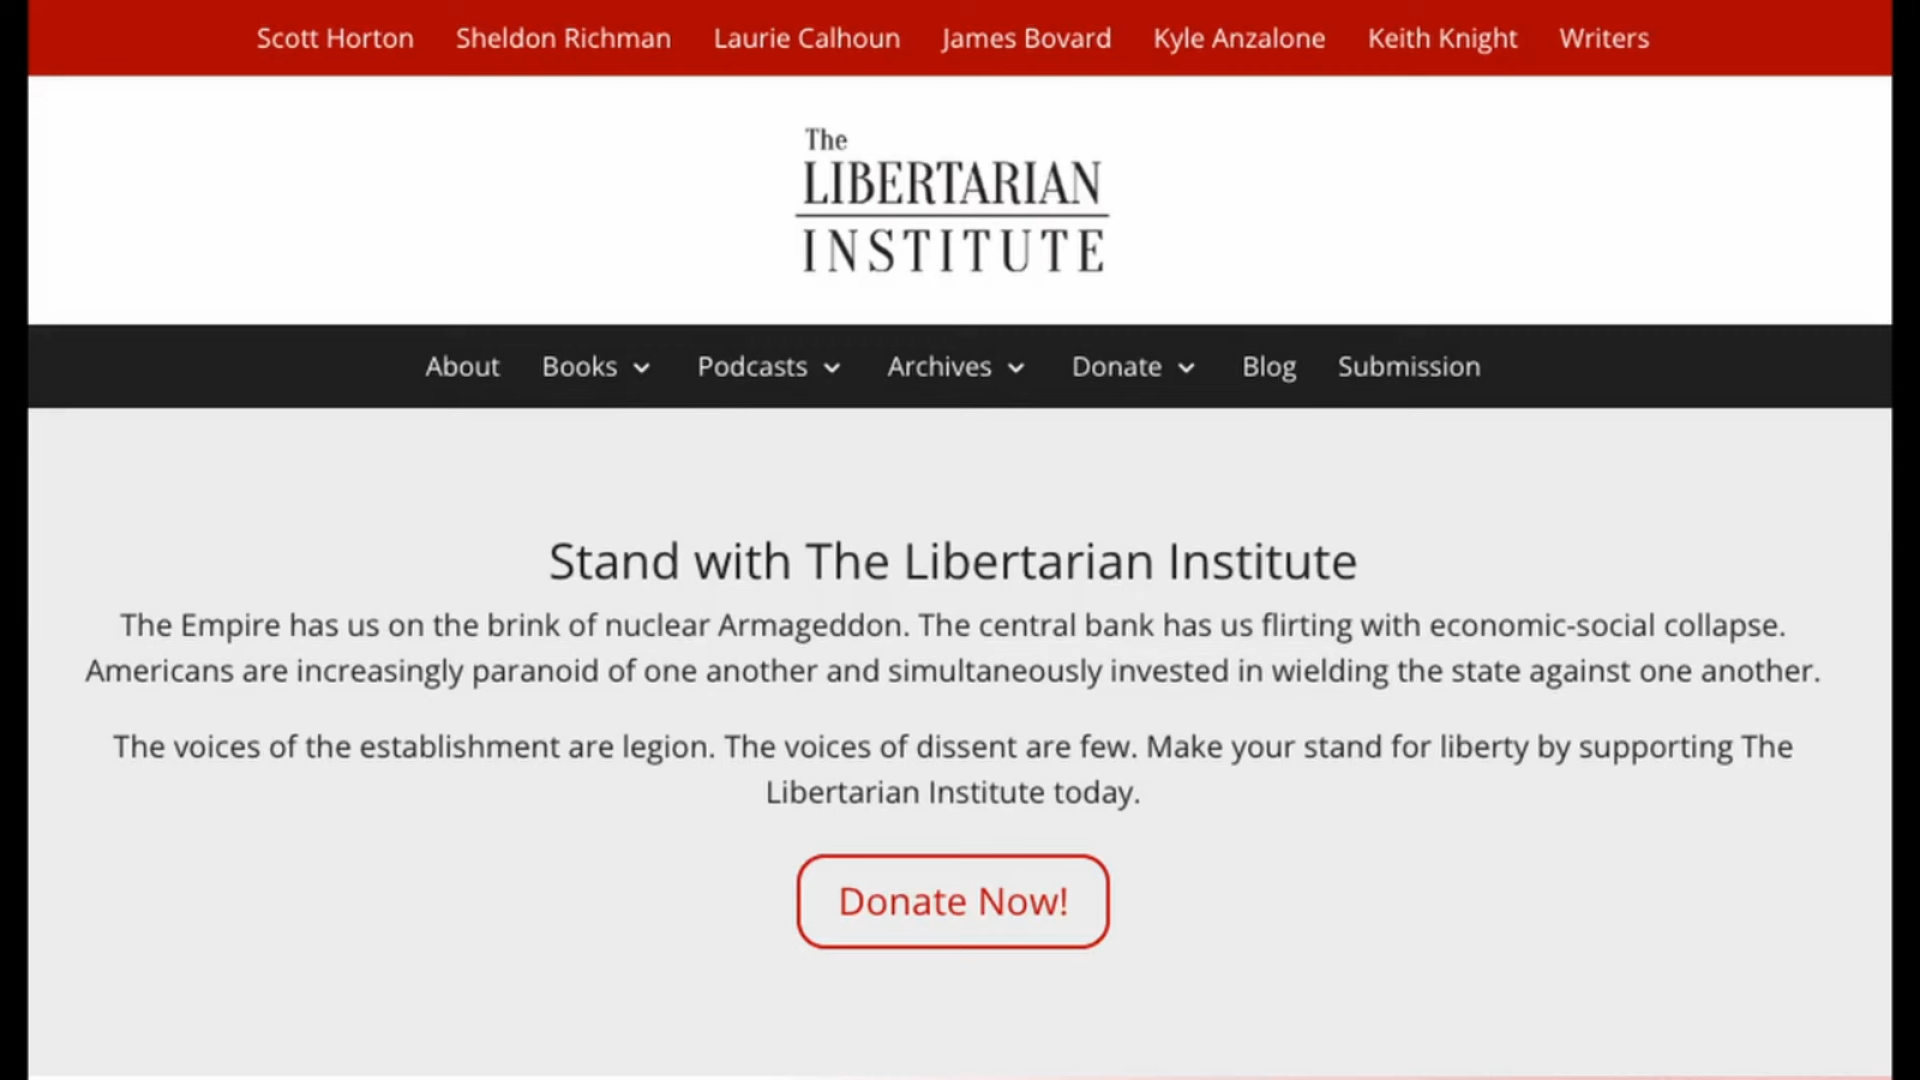 Scott Horton Sheldon Richman Laurie Calhoun James Bovard Kyle Anzalone Keith Knight Writers
The
LIBERTARIAN
INSTITUTE
About Books Podcasts Archives Donate Blog Submission
Stand with The Libertarian Institute
The Empire has us on the brink of nuclear Armageddon. The central bank has us flirting with economic-social collapse.
Americans are increasingly paranoid of one another and simultaneously invested in wielding the state against one another.
The voices of the establishment are legion. The voices of dissent are few. Make your stand for liberty by supporting The
Libertarian Institute today.
Donate Now!